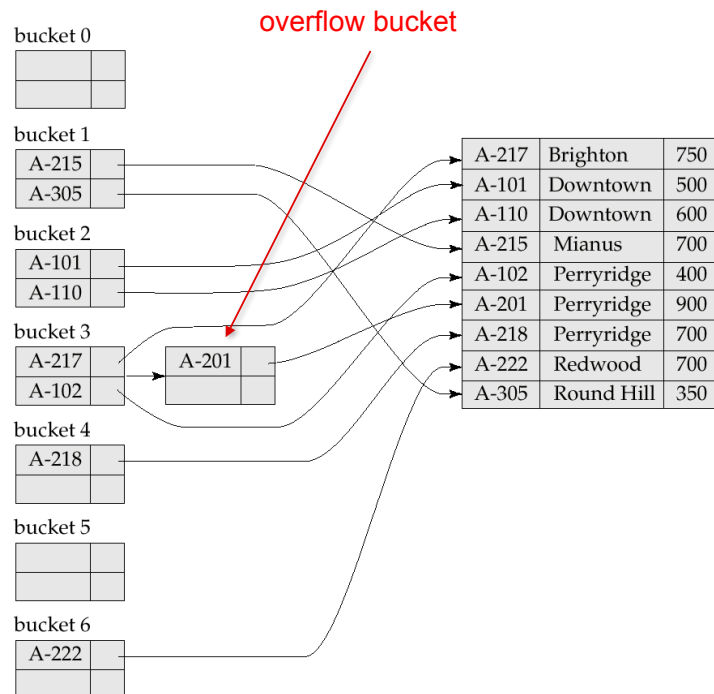 overflow bucket
bucket 0
bucket 1
A-215
A-305
bucket 2
A-101
A-110
bucket 3
A-217
A-102
A-201
bucket 4
A-218
bucket 5
bucket 6
A-222
A-217 Brighton 750
A-101 Downtown 500
A-110 Downtown 600
A-215 Mianus 700
A-102 Perryridge 400
A-201 Perryridge 900
A-218 Perryridge 700
A-222 Redwood 700
A-305 Round Hill 350